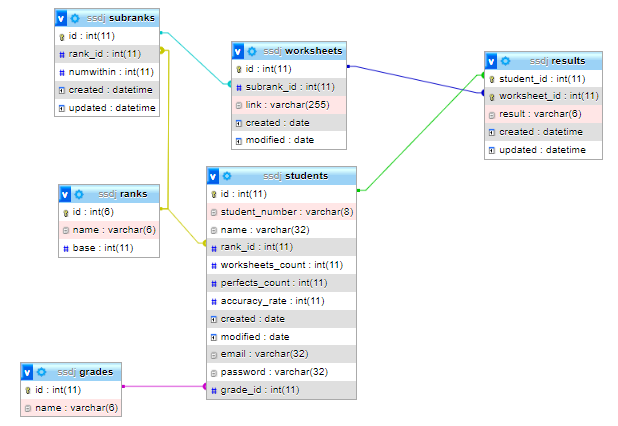 ssdj subranks
id : int(11)
rank_id : int(11)
numwithin : int(11)
created : datetime
updated : datetime
ssdj worksheets
id : int(11)
subrank_id : int(11)
link : varchar(255)
created : date
modified : date
ssdj results
student_id : int(11)
worksheet_id : int(11)
result : varchar(6)
created : datetime
updated : datetime
ssdj ranks
id : int(6)
name : varchar(6)
base : int(11)
ssdj students
id : int(11)
student_number : varchar(8)
name : varchar(32)
rank_id : int(11)
worksheets_count : int(11)
perfects_count : int(11)
accuracy_rate : int(11)
created : date
modified : date
email : varchar(32)
password : varchar(32)
grade_id : int(11)
ssdj grades
id : int(11)
name : varchar(6)